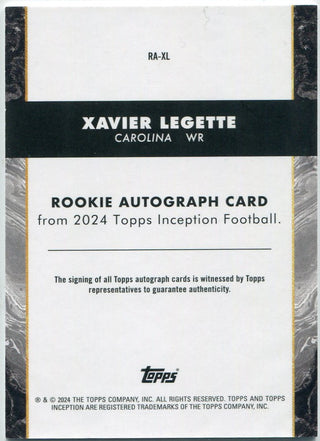 RA-XL
XAVIER LEGETTE
CAROLINA WR
ROOKIE AUTOGRAPH CARD
from 2024 Topps Inception Football.
The signing of all Topps autograph cards is witnessed by Topps
representatives to guarantee authenticity.
topps
® & © 2024 THE TOPPS COMPANY, INC. ALL RIGHTS RESERVED. TOPPS AND TOPPS
INCEPTION ARE REGISTERED TRADEMARKS OF THE TOPPS COMPANY, INC.